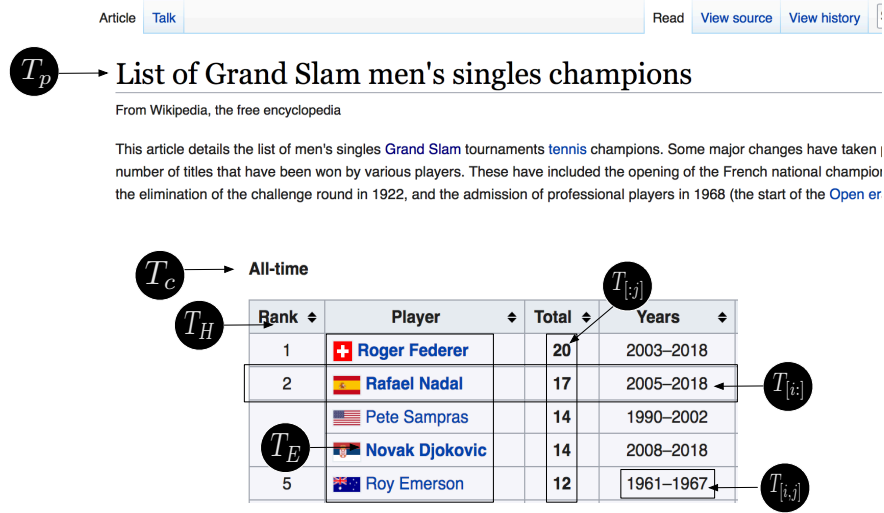 Article Talk Read View source View history
T_p List of Grand Slam men's singles champions
From Wikipedia, the free encyclopedia
This article details the list of men's singles Grand Slam tournaments tennis champions. Some major changes have taken
number of titles that have been won by various players. These have included the opening of the French national
the elimination of the challenge round in 1922, and the admission of professional players in 1968 (the start of the Open
T_c All-time
T_[:j]
T_H Rank Player Total Years
1 Roger Federer 20 2003–2018
2 Rafael Nadal 17 2005–2018 T_[i:]
Pete Sampras 14 1990–2002
T_E Novak Djokovic 14 2008–2018
5 Roy Emerson 12 1961–1967 T_[i,j]